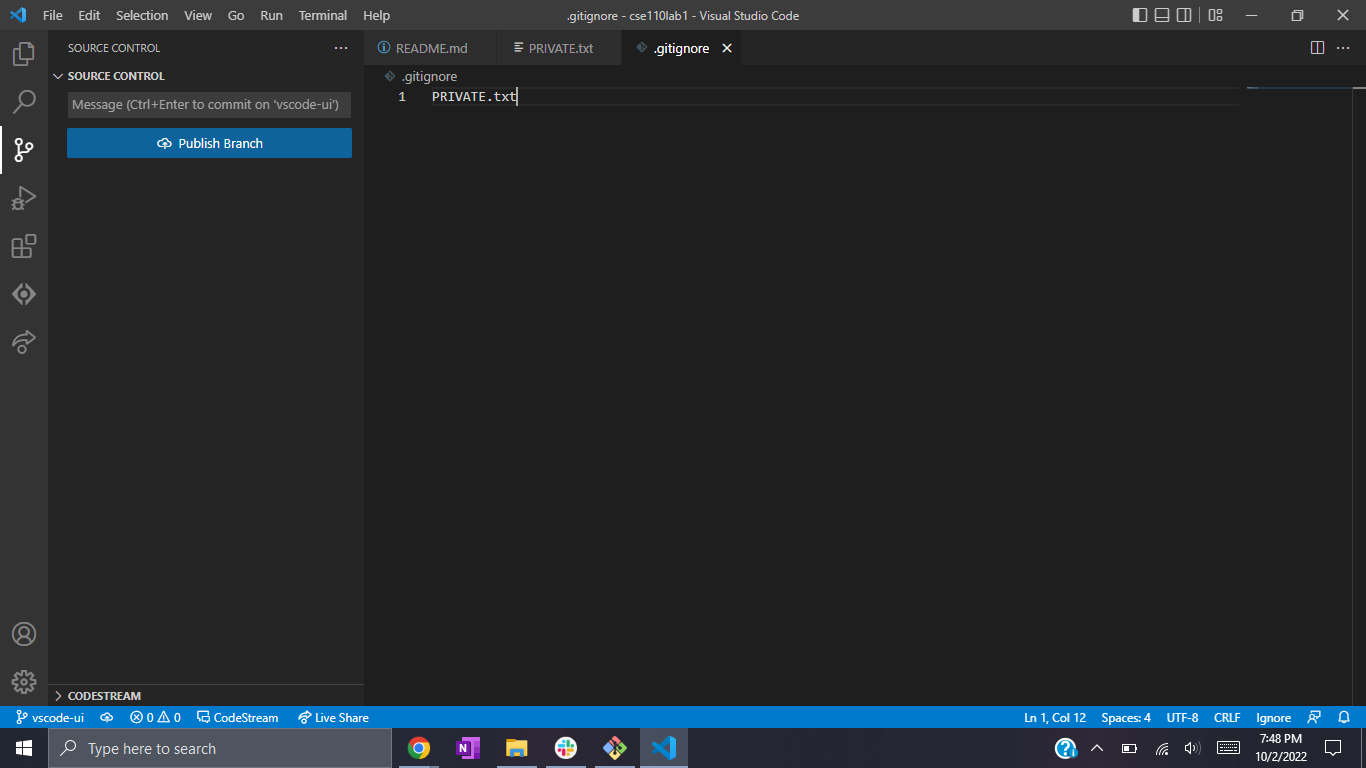 File Edit Selection View Go Run Terminal Help
.gitignore - cse110lab1 - Visual Studio Code
SOURCE CONTROL
README.md PRIVATE.txt .gitignore
SOURCE CONTROL
.gitignore
Message (Ctrl+Enter to commit on 'vscode-ui')
1 PRIVATE.txt
Publish Branch
CODESTREAM
vscode-ui 0 0 CodeStream Live Share Ln 1, Col 12 Spaces: 4 UTF-8 CRLF Ignore
Type here to search
7:48 PM
10/2/2022